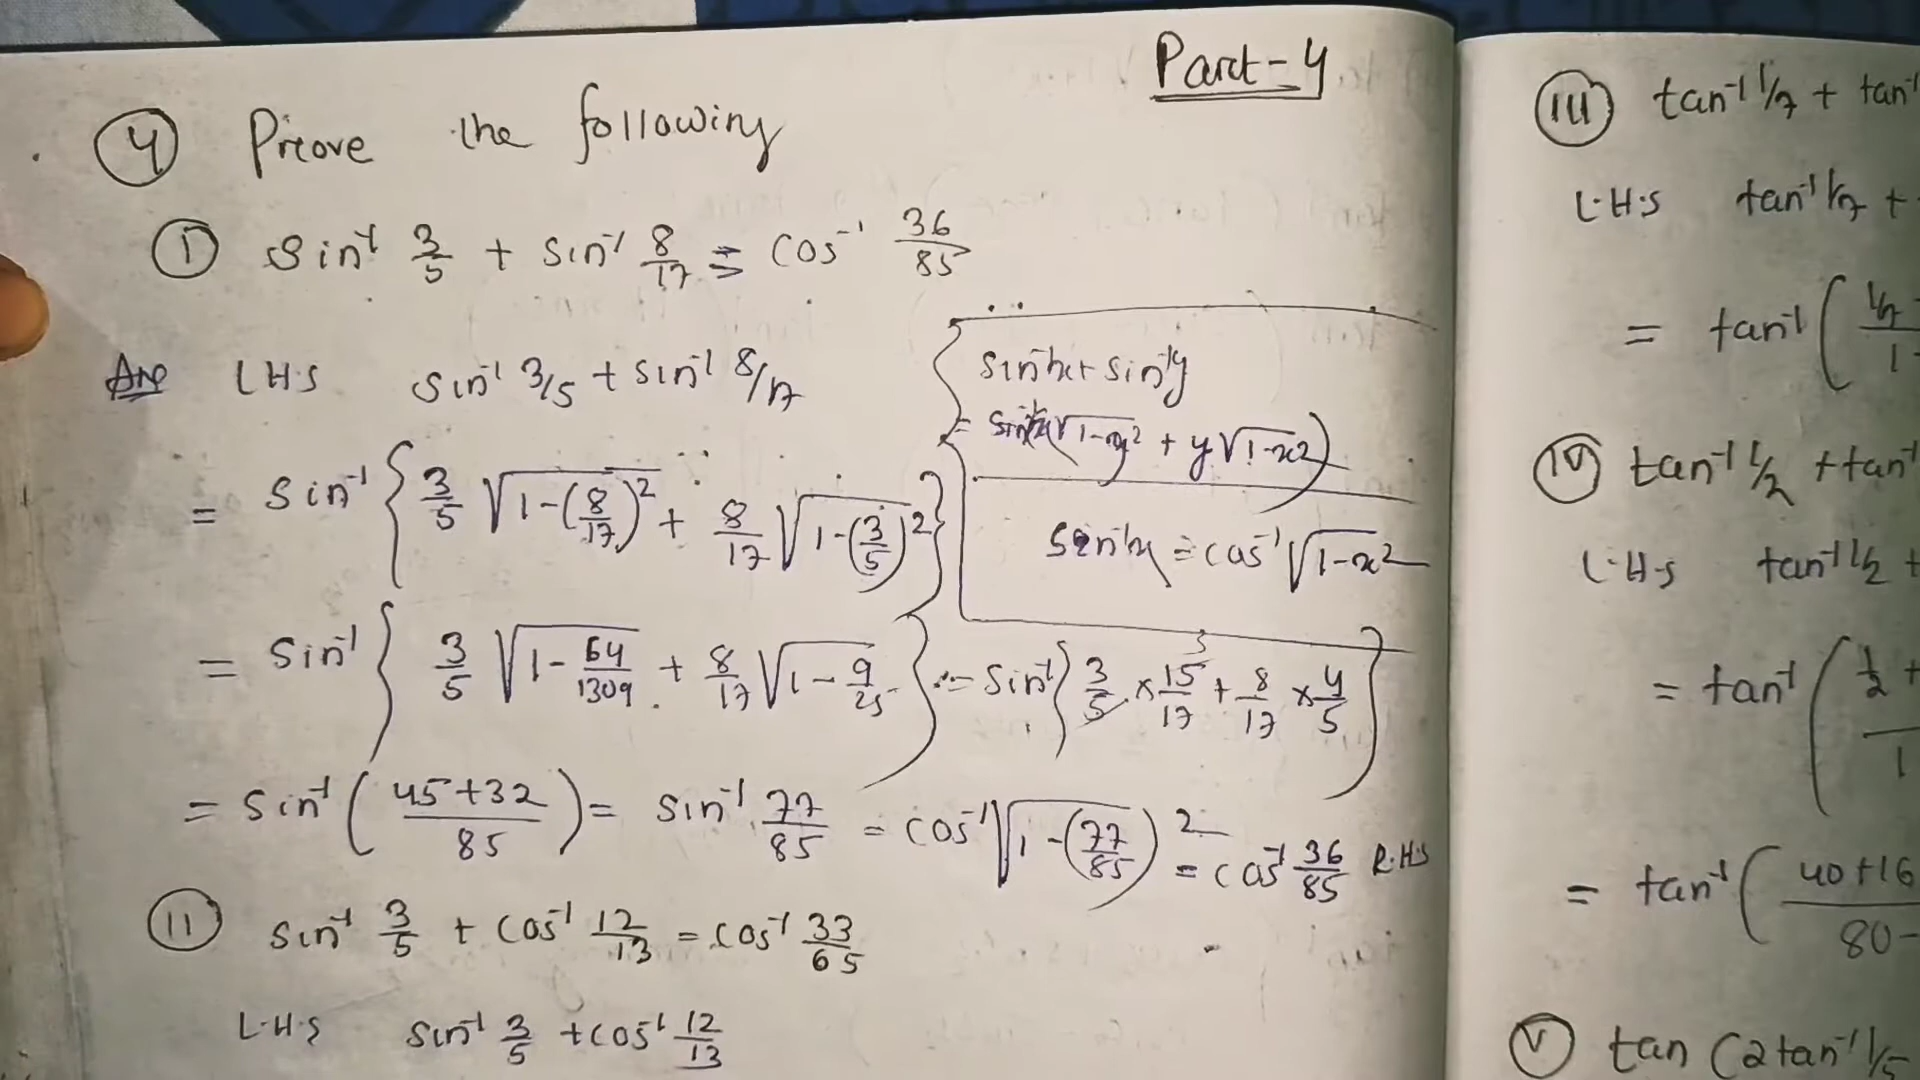 Part-4
④ Prove the following
① Sin⁻¹ 3/5 + Sin⁻¹ 8/17 = Cos⁻¹ 36/85
Ans L.H.S Sin⁻¹ 3/5 + Sin⁻¹ 8/17
Sin⁻¹x + Sin⁻¹y
= Sin⁻¹(x√1-y² + y√1-x²)
Sin⁻¹x = cos⁻¹ √1-x²
= Sin⁻¹ { 3/5 √1-(8/17)² + 8/17 √1-(3/5)² }
= Sin⁻¹ { 3/5 √1-64/1309 + 8/17 √1-9/25 } = Sin⁻¹ { 3/5 × 15/17 + 8/17 × 4/5 }
= Sin⁻¹ ( 45+32/85 ) = Sin⁻¹ 77/85 = cos⁻¹ √1-(77/85)² = cos⁻¹ 36/85 R.H.S
⑪ Sin⁻¹ 3/5 + Cos⁻¹ 12/13 = cos⁻¹ 33/65
L.H.S Sin⁻¹ 3/5 + cos⁻¹ 12/13
(III) tan⁻¹ 1/7 + tan⁻¹
L.H.S tan⁻¹ 1/7 +
= tan⁻¹ ( 1/7
1
(IV) tan⁻¹ 1/2 + tan⁻¹
L.H.S tan⁻¹ 1/2 +
= tan⁻¹ ( 1/2 +
1
= tan⁻¹ ( 40+16
80-
(V) tan (2tan⁻¹ 1/5